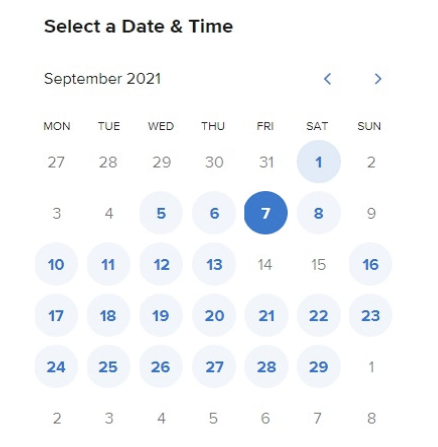 Select a Date & Time
September 2021
MON TUE WED THU FRI SAT SUN
27 28 29 30 31 1 2
3 4 5 6 7 8 9
10 11 12 13 14 15 16
17 18 19 20 21 22 23
24 25 26 27 28 29 1
2 3 4 5 6 7 8